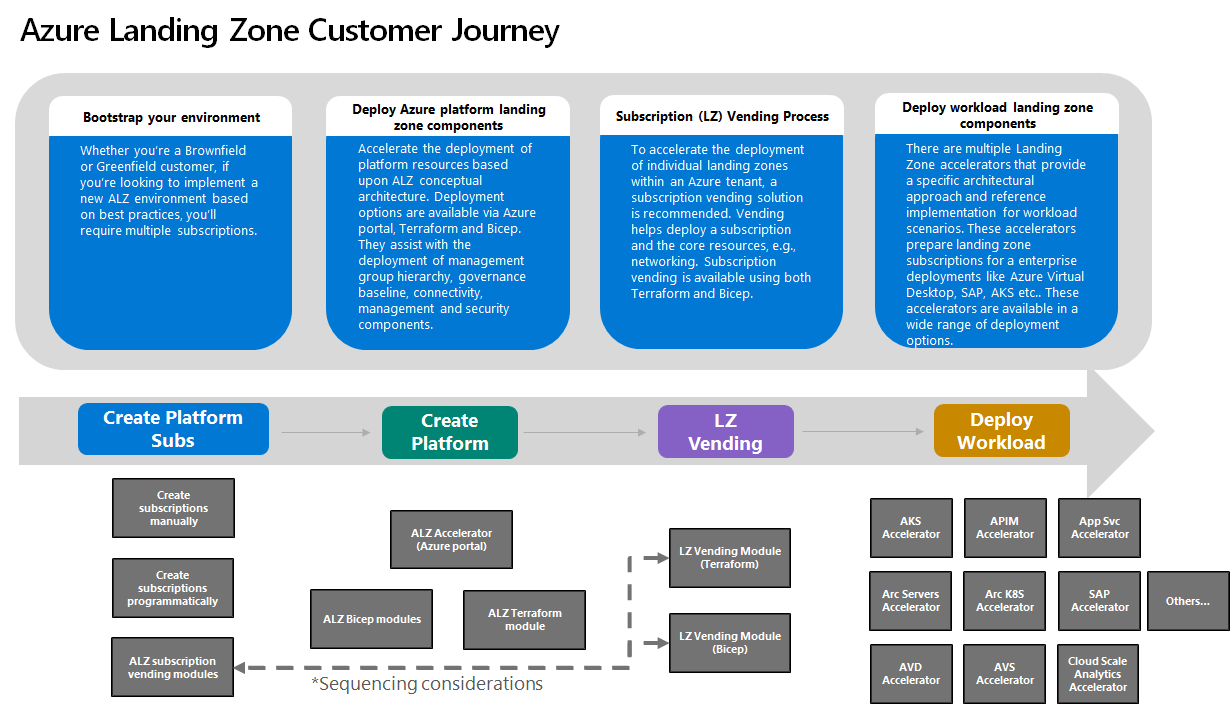 Azure Landing Zone Customer Journey
Bootstrap your environment
Whether you're a Brownfield
or Greenfield customer, if
you're looking to implement a
new ALZ environment based
on best practices, you'll
require multiple subscriptions.
Deploy Azure platform landing
zone components
Accelerate the deployment of
platform resources based
upon ALZ conceptual
architecture. Deployment
options are available via Azure
portal, Terraform and Bicep.
They assist with the
deployment of management
group hierarchy, governance
baseline, connectivity,
management and security
components.
Subscription (LZ) Vending Process
To accelerate the deployment
of individual landing zones
within an Azure tenant, a
subscription vending solution
is recommended. Vending
helps deploy a subscription
and the core resources, e.g.,
networking. Subscription
vending is available using both
Terraform and Bicep.
Deploy workload landing zone
components
There are multiple Landing
Zone accelerators that provide
a specific architectural
approach and reference
implementation for workload
scenarios. These accelerators
prepare landing zone
subscriptions for a enterprise
deployments like Azure Virtual
Desktop, SAP, AKS etc.. These
accelerators are available in a
wide range of deployment
options.
Create Platform
Subs
Create
Platform
LZ
Vending
Deploy
Workload
Create
subscriptions
manually
Create
subscriptions
programmatically
ALZ subscription
vending modules
ALZ Accelerator
(Azure portal)
ALZ Bicep modules
ALZ Terraform
module
*Sequencing considerations
LZ Vending Module
(Terraform)
LZ Vending Module
(Bicep)
AKS
Accelerator
APIM
Accelerator
App Svc
Accelerator
Arc Servers
Accelerator
Arc K8S
Accelerator
SAP
Accelerator
Others...
AVD
Accelerator
AVS
Accelerator
Cloud Scale
Analytics
Accelerator